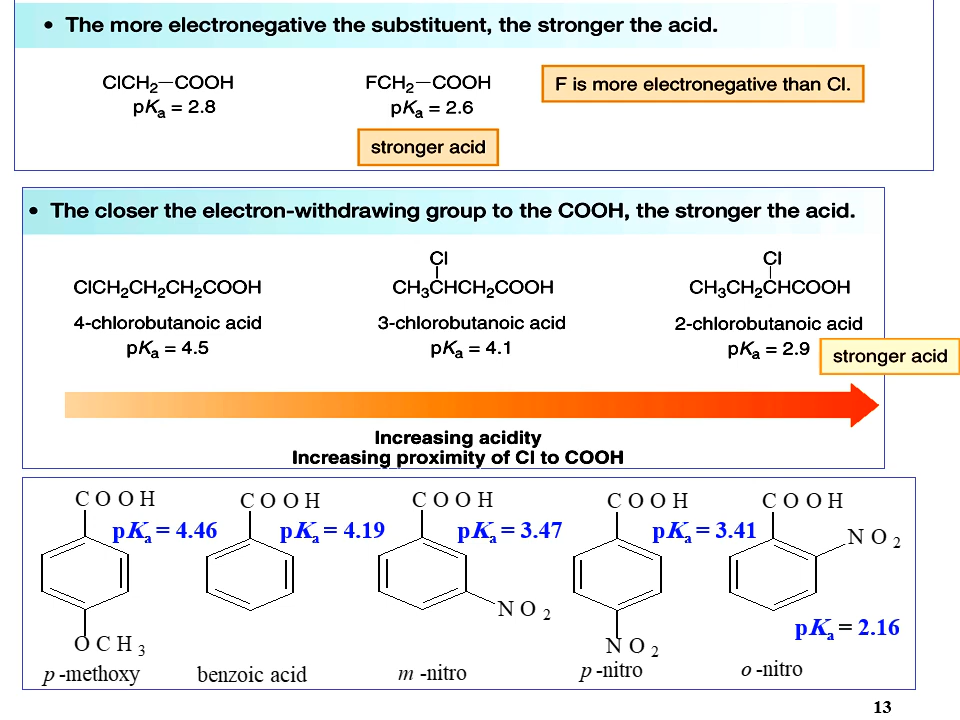 • The more electronegative the substituent, the stronger the acid.
ClCH₂—COOH
pKₐ = 2.8
FCH₂—COOH
pKₐ = 2.6
F is more electronegative than Cl.
stronger acid
• The closer the electron-withdrawing group to the COOH, the stronger the acid.
ClCH₂CH₂CH₂COOH
4-chlorobutanoic acid
pKₐ = 4.5
Cl
CH₃CHCH₂COOH
3-chlorobutanoic acid
pKₐ = 4.1
Cl
CH₃CH₂CHCOOH
2-chlorobutanoic acid
pKₐ = 2.9
stronger acid
Increasing acidity
Increasing proximity of Cl to COOH
COOH
pKₐ = 4.46
OCH₃
p-methoxy
COOH
pKₐ = 4.19
benzoic acid
COOH
pKₐ = 3.47
NO₂
m-nitro
COOH
pKₐ = 3.41
NO₂
p-nitro
COOH
NO₂
pKₐ = 2.16
o-nitro
13